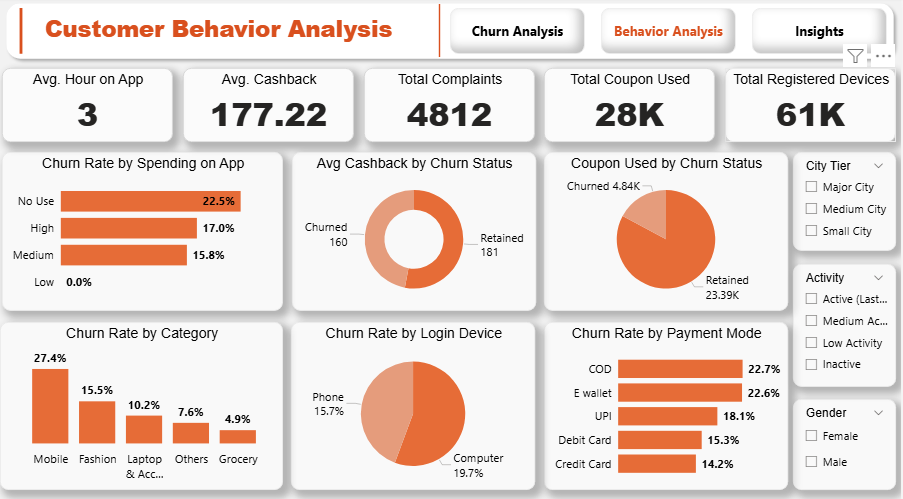 Customer Behavior Analysis
Churn Analysis
Behavior Analysis
Insights
Avg. Hour on App
3
Avg. Cashback
177.22
Total Complaints
4812
Total Coupon Used
28K
Total Registered Devices
61K
Churn Rate by Spending on App
No Use
22.5%
High
17.0%
Medium
15.8%
Low
0.0%
Avg Cashback by Churn Status
Churned
160
Retained
181
Coupon Used by Churn Status
Churned 4.84K
Retained
23.39K
City Tier
Major City
Medium City
Small City
Activity
Active (Last...
Medium Ac...
Low Activity
Inactive
Gender
Female
Male
Churn Rate by Category
27.4%
15.5%
10.2%
7.6%
4.9%
Mobile
Fashion
Laptop
& Acc...
Others
Grocery
Churn Rate by Login Device
Phone
15.7%
Computer
19.7%
Churn Rate by Payment Mode
COD
22.7%
E wallet
22.6%
UPI
18.1%
Debit Card
15.3%
Credit Card
14.2%